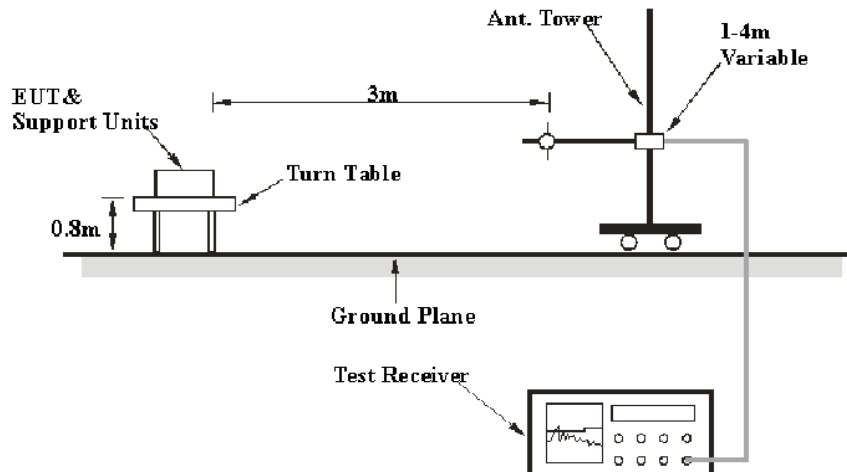 Ant. Tower
1-4m
Variable
3m
EUT&
Support Units
Turn Table
0.8m
Ground Plane
Test Receiver